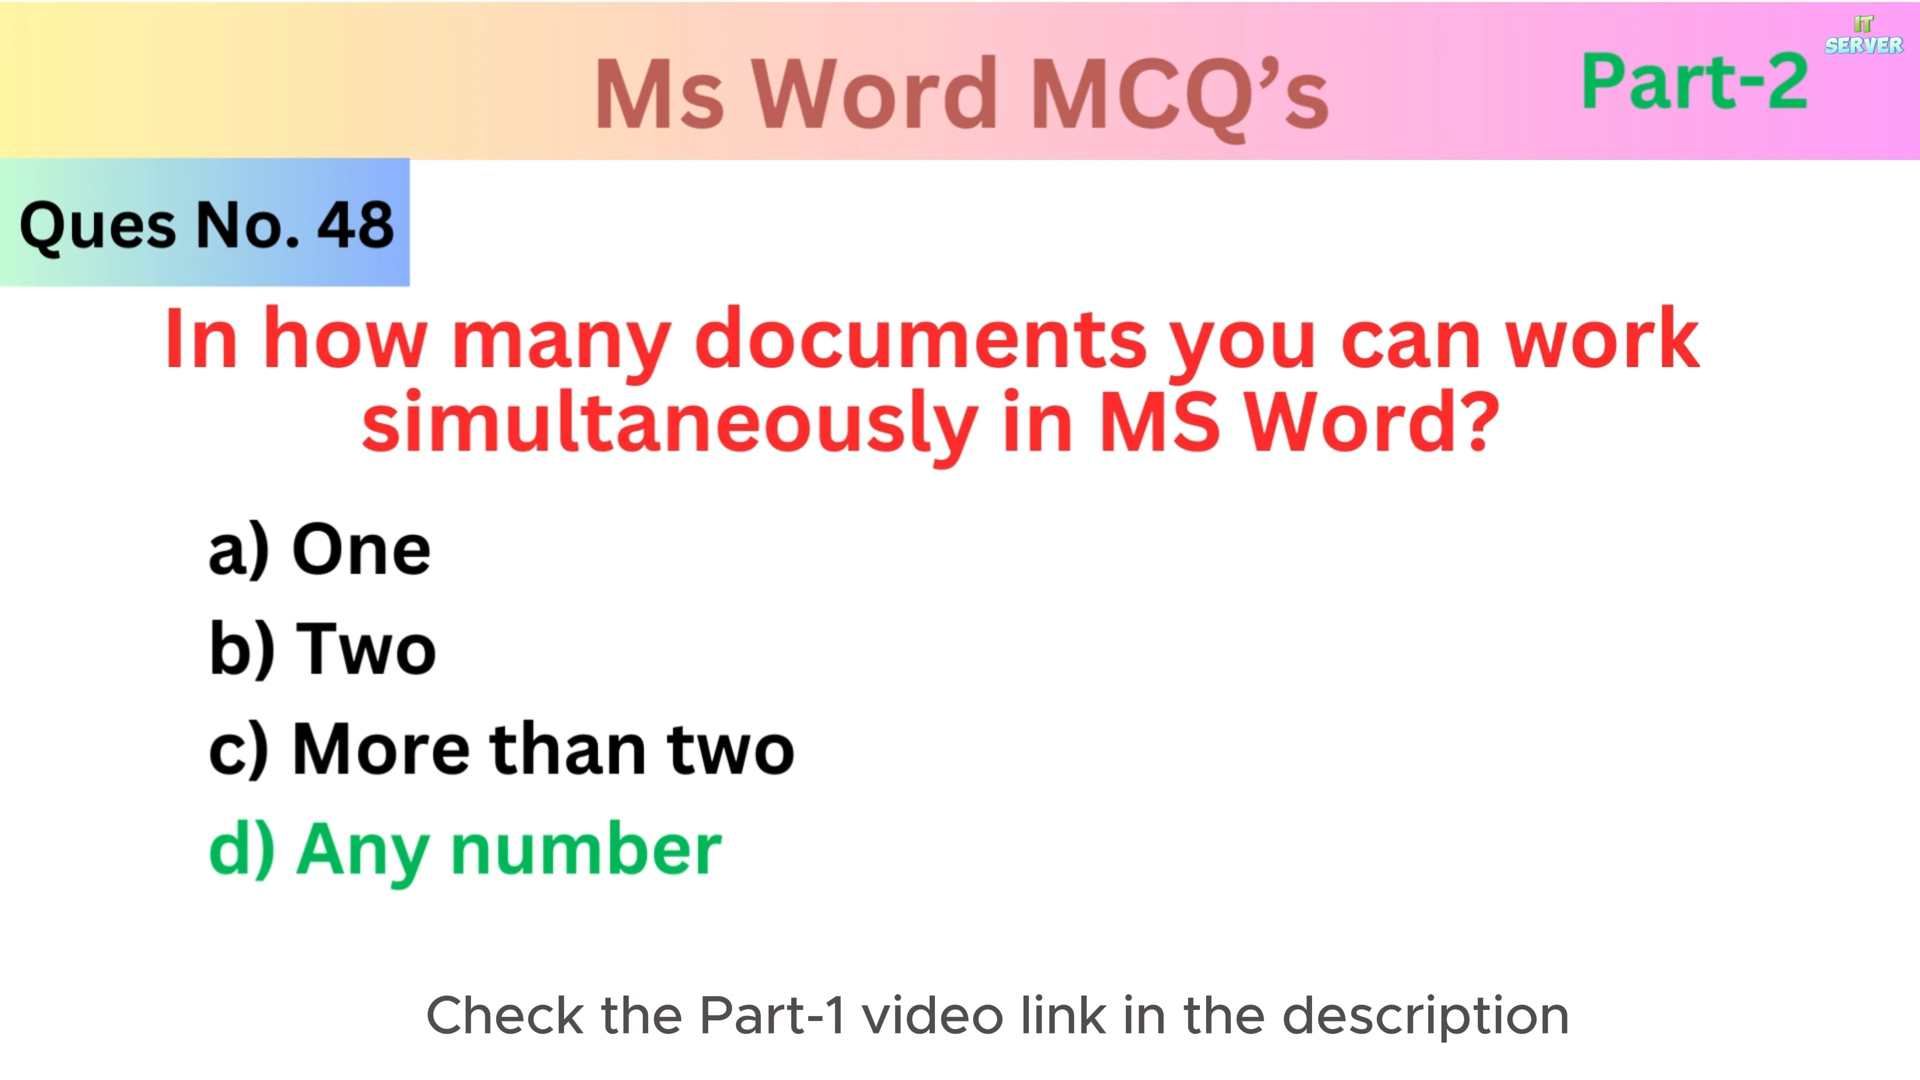 Ms Word MCQ’s
Part-2
IT
SERVER
Ques No. 48
In how many documents you can work
simultaneously in MS Word?
a) One
b) Two
c) More than two
d) Any number
Check the Part-1 video link in the description